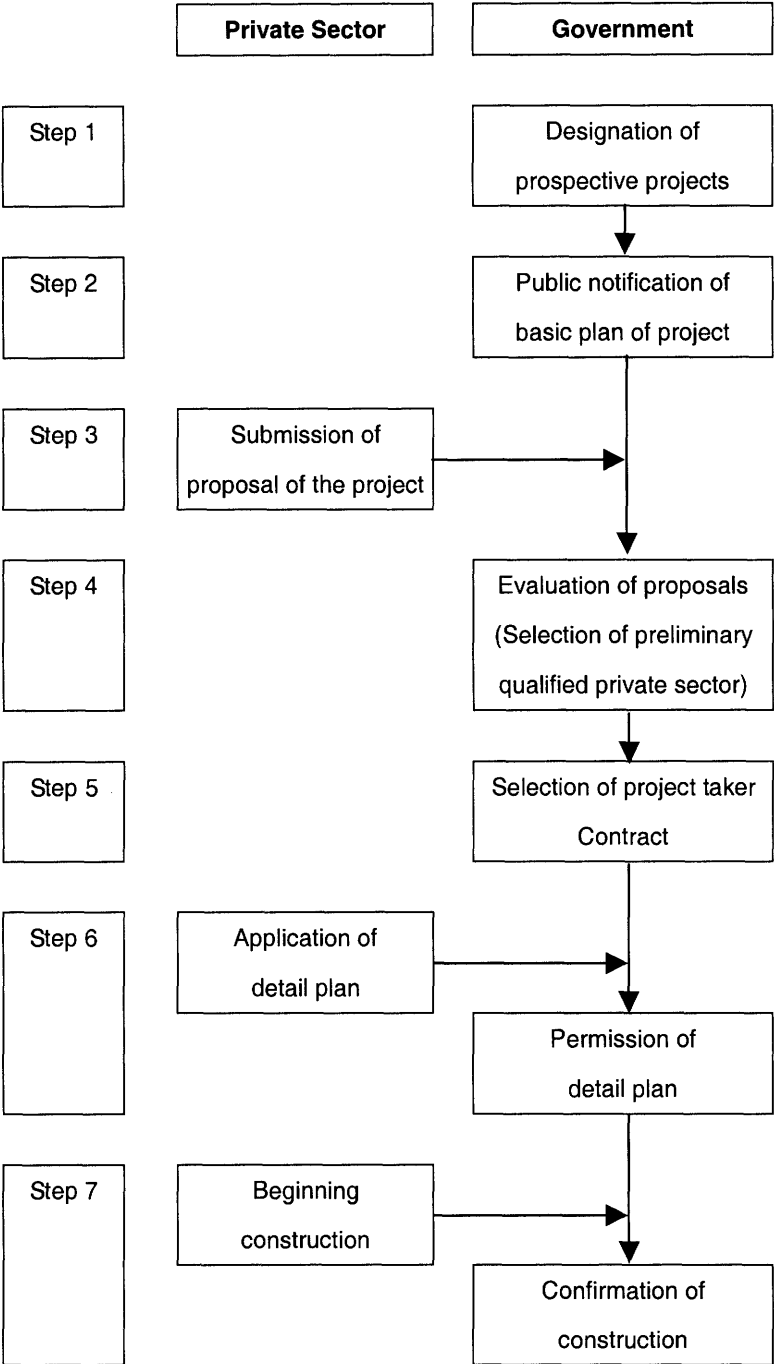 Private Sector
Government
Step 1
Designation of
prospective projects
Step 2
Public notification of
basic plan of project
Step 3
Submission of
proposal of the project
Step 4
Evaluation of proposals
(Selection of preliminary
qualified private sector)
Step 5
Selection of project taker
Contract
Step 6
Application of
detail plan
Permission of
detail plan
Step 7
Beginning
construction
Confirmation of
construction